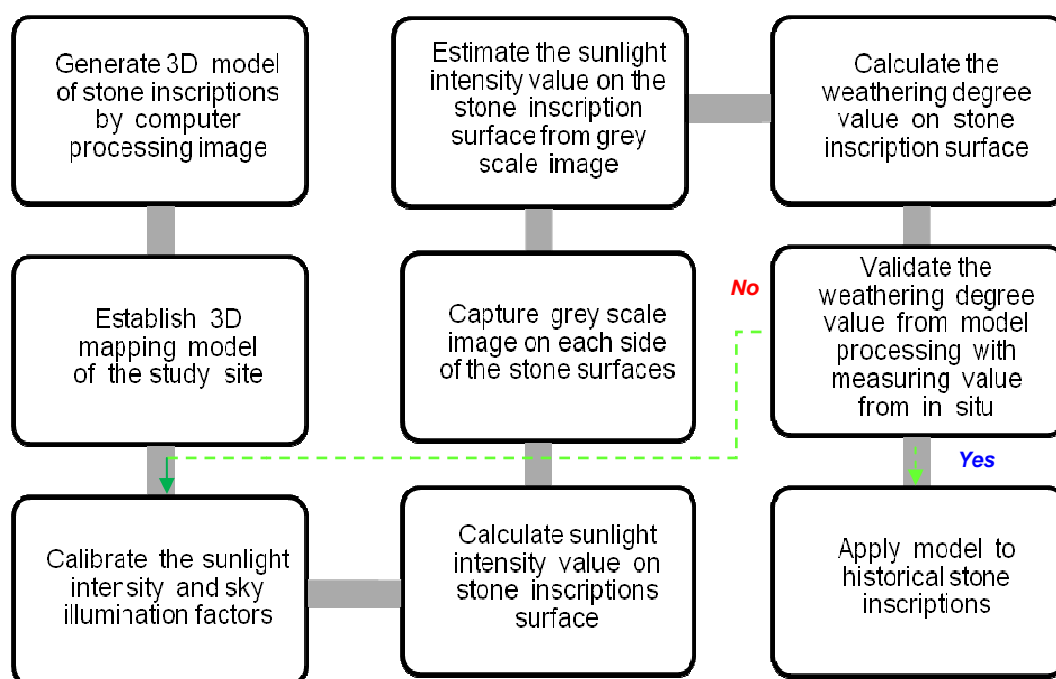 Generate 3D model
of stone inscriptions
by computer
processing image
Establish 3D
mapping model
of the study site
Calibrate the sunlight
intensity and sky
illumination factors
Calculate sunlight
intensity value on
stone inscriptions
surface
Capture grey scale
image on each side
of the stone surfaces
Estimate the sunlight
intensity value on the
stone inscription
surface from grey
scale image
Calculate the
weathering degree
value on stone
inscription surface
Validate the
weathering degree
value from model
processing with
measuring value
from in situ
No
Yes
Apply model to
historical stone
inscriptions